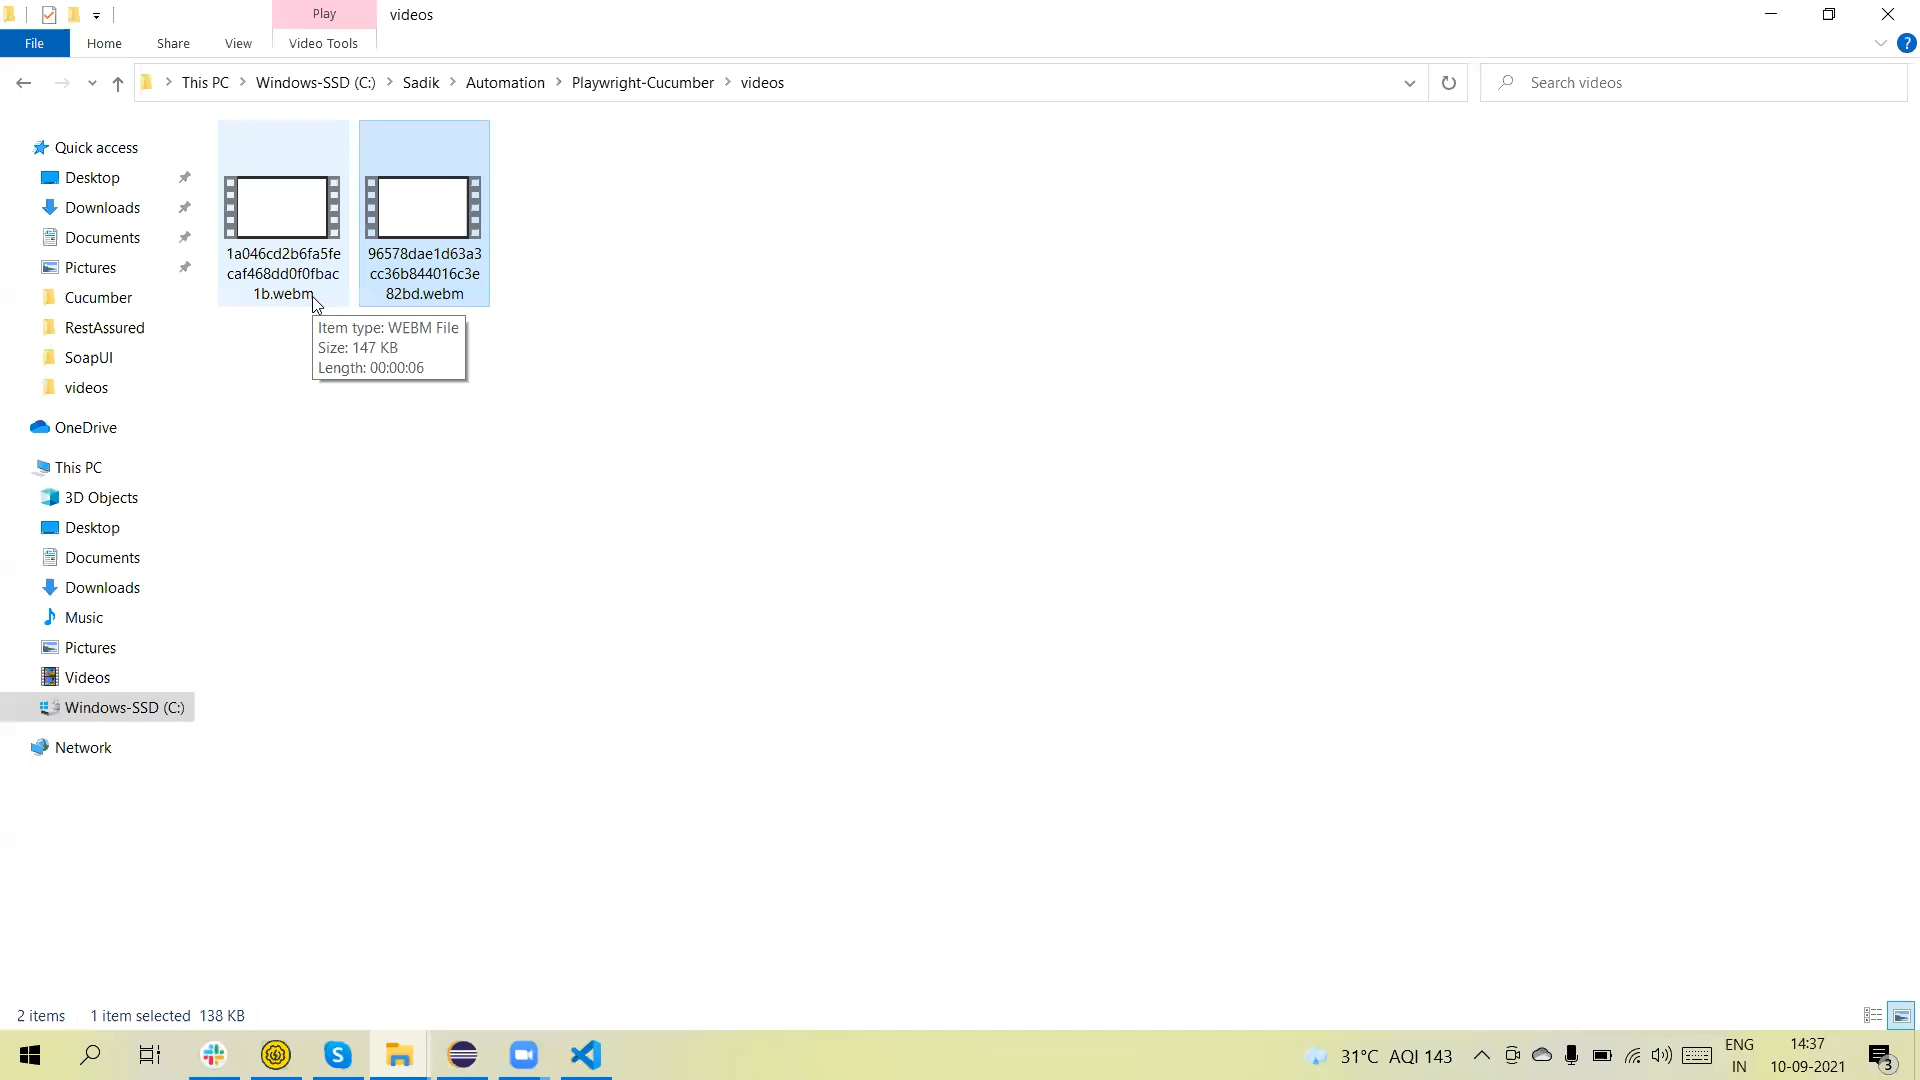 Play
videos
File
Home
Share
View
Video Tools
This PC
Windows-SSD (C:)
Sadik
Automation
Playwright-Cucumber
videos
Search videos
Quick access
Desktop
Downloads
Documents
Pictures
Cucumber
RestAssured
SoapUI
videos
OneDrive
This PC
3D Objects
Desktop
Documents
Downloads
Music
Pictures
Videos
Windows-SSD (C:)
Network
1a046cd2b6fa5fe
caf468dd0f0fbac
1b.webm
96578dae1d63a3
cc36b844016c3e
82bd.webm
Item type: WEBM File
Size: 147 KB
Length: 00:00:06
2 items
1 item selected 138 KB
31°C AQI 143
ENG
IN
14:37
10-09-2021
3